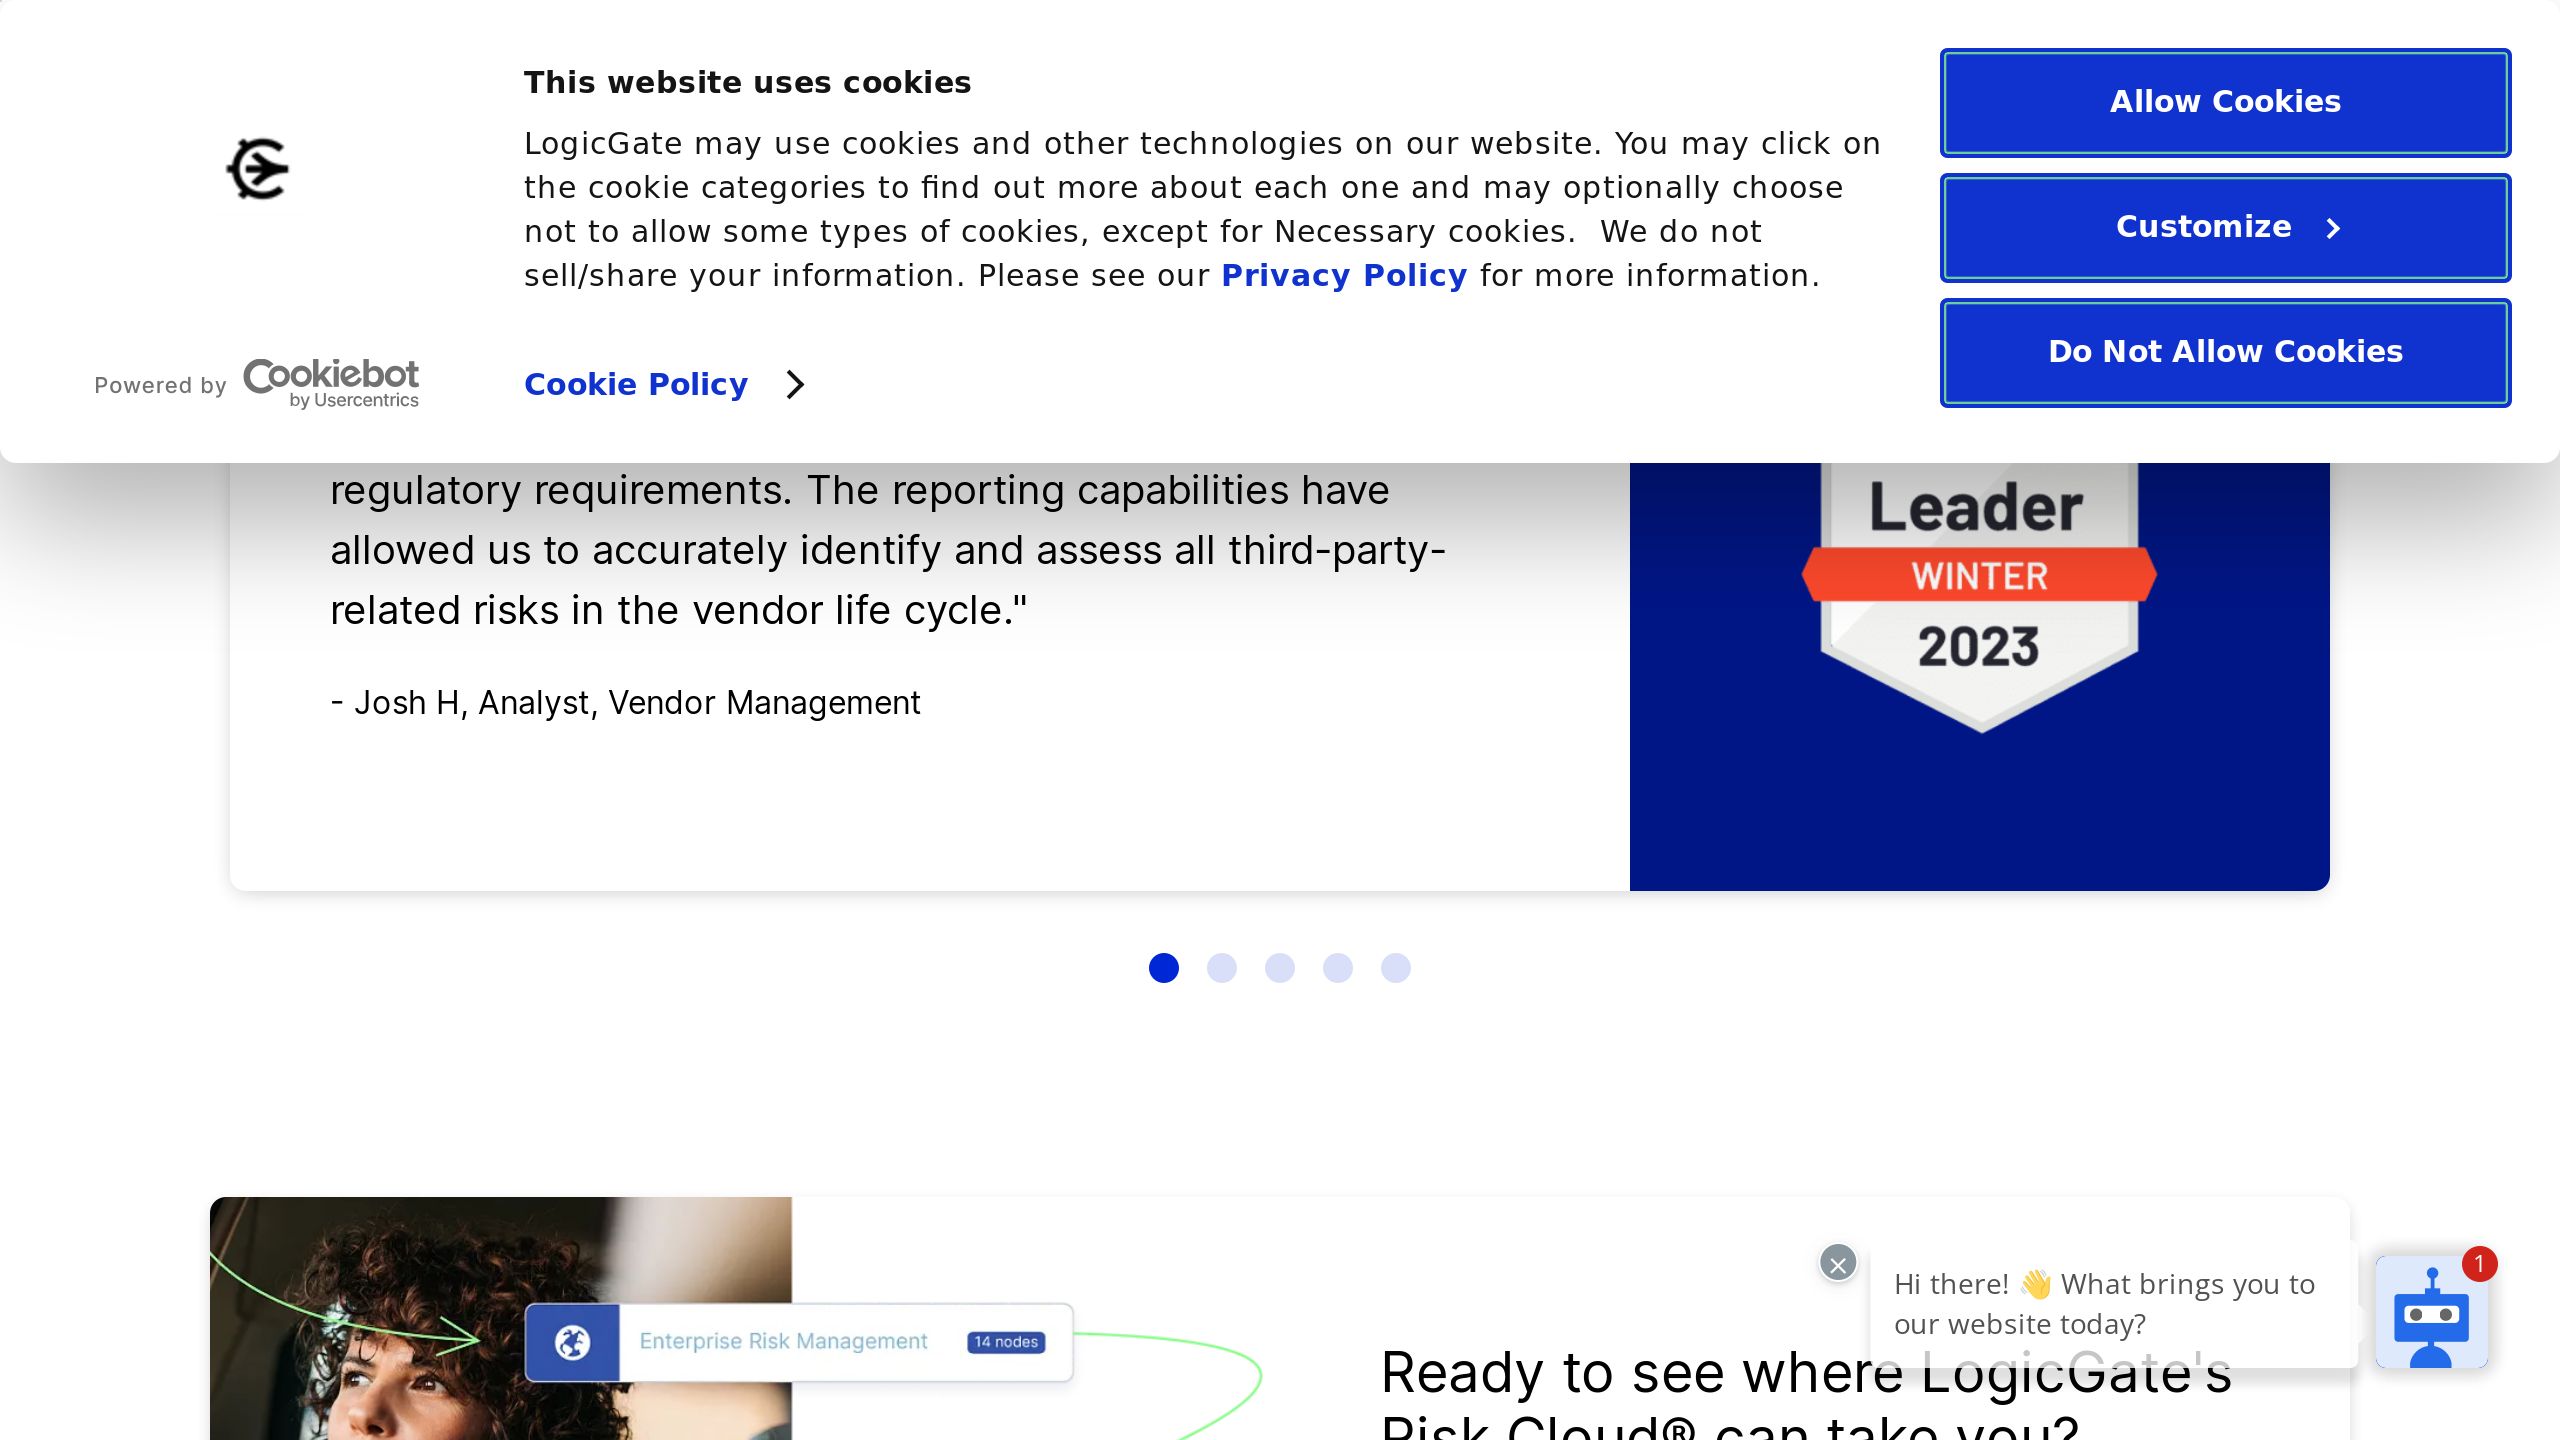 This website uses cookies
LogicGate may use cookies and other technologies on our website. You may click on
the cookie categories to find out more about each one and may optionally choose
not to allow some types of cookies, except for Necessary cookies.  We do not
sell/share your information. Please see our Privacy Policy for more information.
Powered by Cookiebot
by Usercentrics
Cookie Policy
Allow Cookies
Customize
Do Not Allow Cookies
regulatory requirements. The reporting capabilities have
allowed us to accurately identify and assess all third-party-
related risks in the vendor life cycle."
- Josh H, Analyst, Vendor Management
Leader
WINTER
2023
Enterprise Risk Management 14 nodes
Hi there! 👋 What brings you to
our website today?
1
Ready to see where LogicGate's
Risk Cloud® can take you?